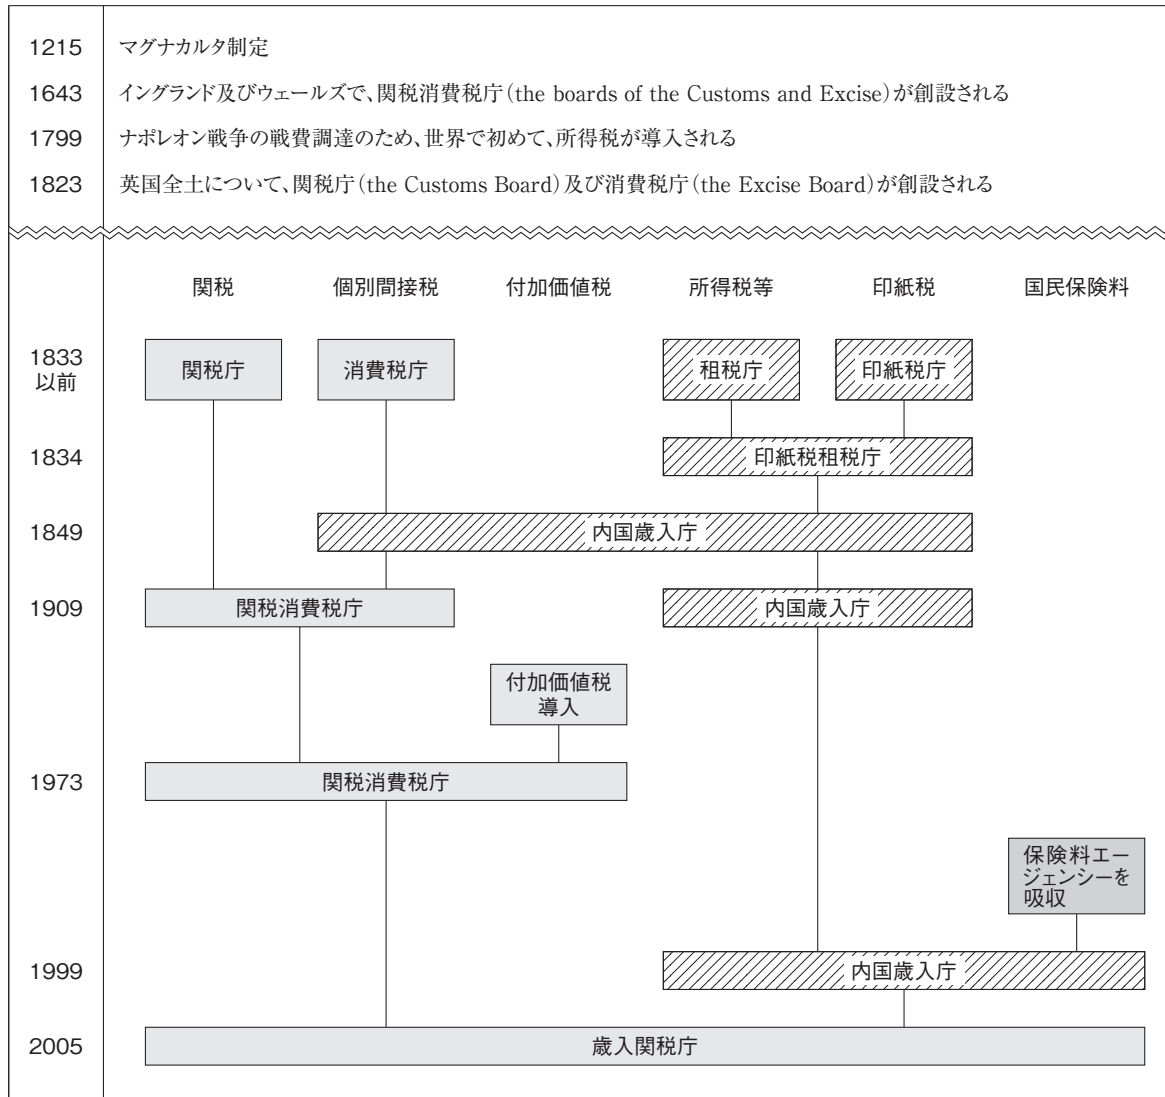 1215 マグナカルタ制定
1643 イングランド及びウェールズで、関税消費税庁(the boards of the Customs and Excise)が創設される
1799 ナポレオン戦争の戦費調達のため、世界で初めて、所得税が導入される
1823 英国全土について、関税庁(the Customs Board)及び消費税庁(the Excise Board)が創設される
関税 個別間接税 付加価値税 所得税等 印紙税 国民保険料
1833
以前
関税庁 消費税庁 租税庁 印紙税庁
1834 印紙税租税庁
1849 内国歳入庁
1909 関税消費税庁 内国歳入庁
付加価値税
導入
1973 関税消費税庁
保険料エー
ジェンシーを
吸収
1999 内国歳入庁
2005 歳入関税庁